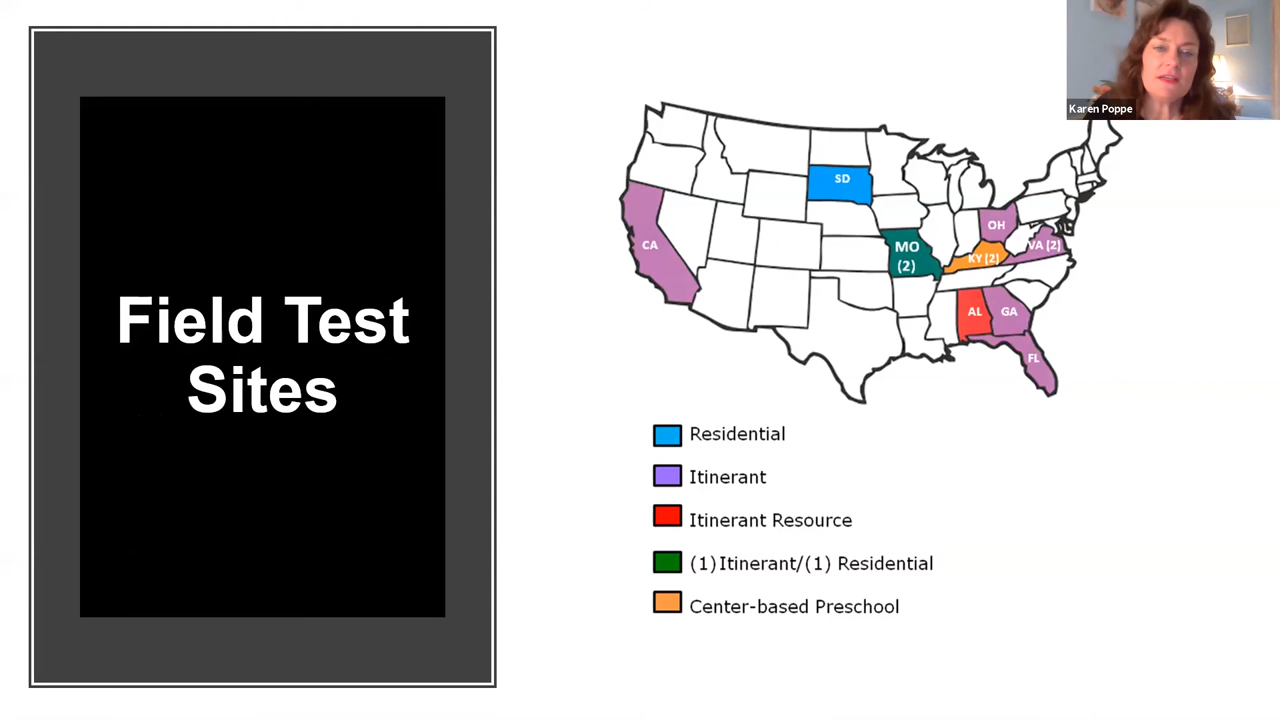 Karen Poppe
Field Test
Sites
SD
CA
OH
MO
(2)
VA (2)
KY (2)
AL
GA
FL
Residential
Itinerant
Itinerant Resource
(1)Itinerant/(1) Residential
Center-based Preschool